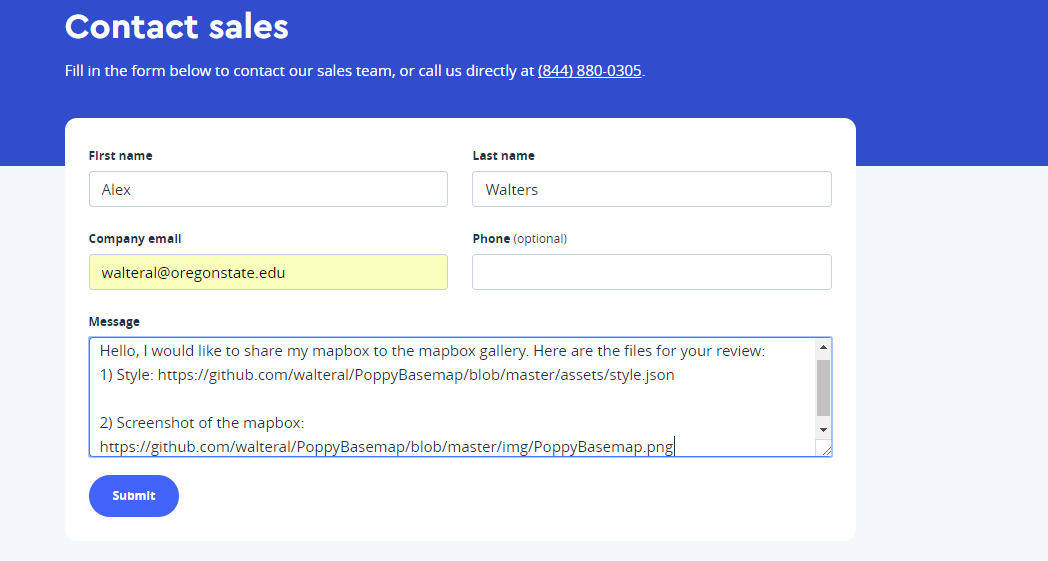 Contact sales
Fill in the form below to contact our sales team, or call us directly at (844) 880-0305.
First name
Last name
Alex
Walters
Company email
Phone (optional)
walteral@oregonstate.edu
Message
Hello, I would like to share my mapbox to the mapbox gallery. Here are the files for your review:
1) Style: https://github.com/walteral/PoppyBasemap/blob/master/assets/style.json
2) Screenshot of the mapbox:
https://github.com/walteral/PoppyBasemap/blob/master/img/PoppyBasemap.png
Submit